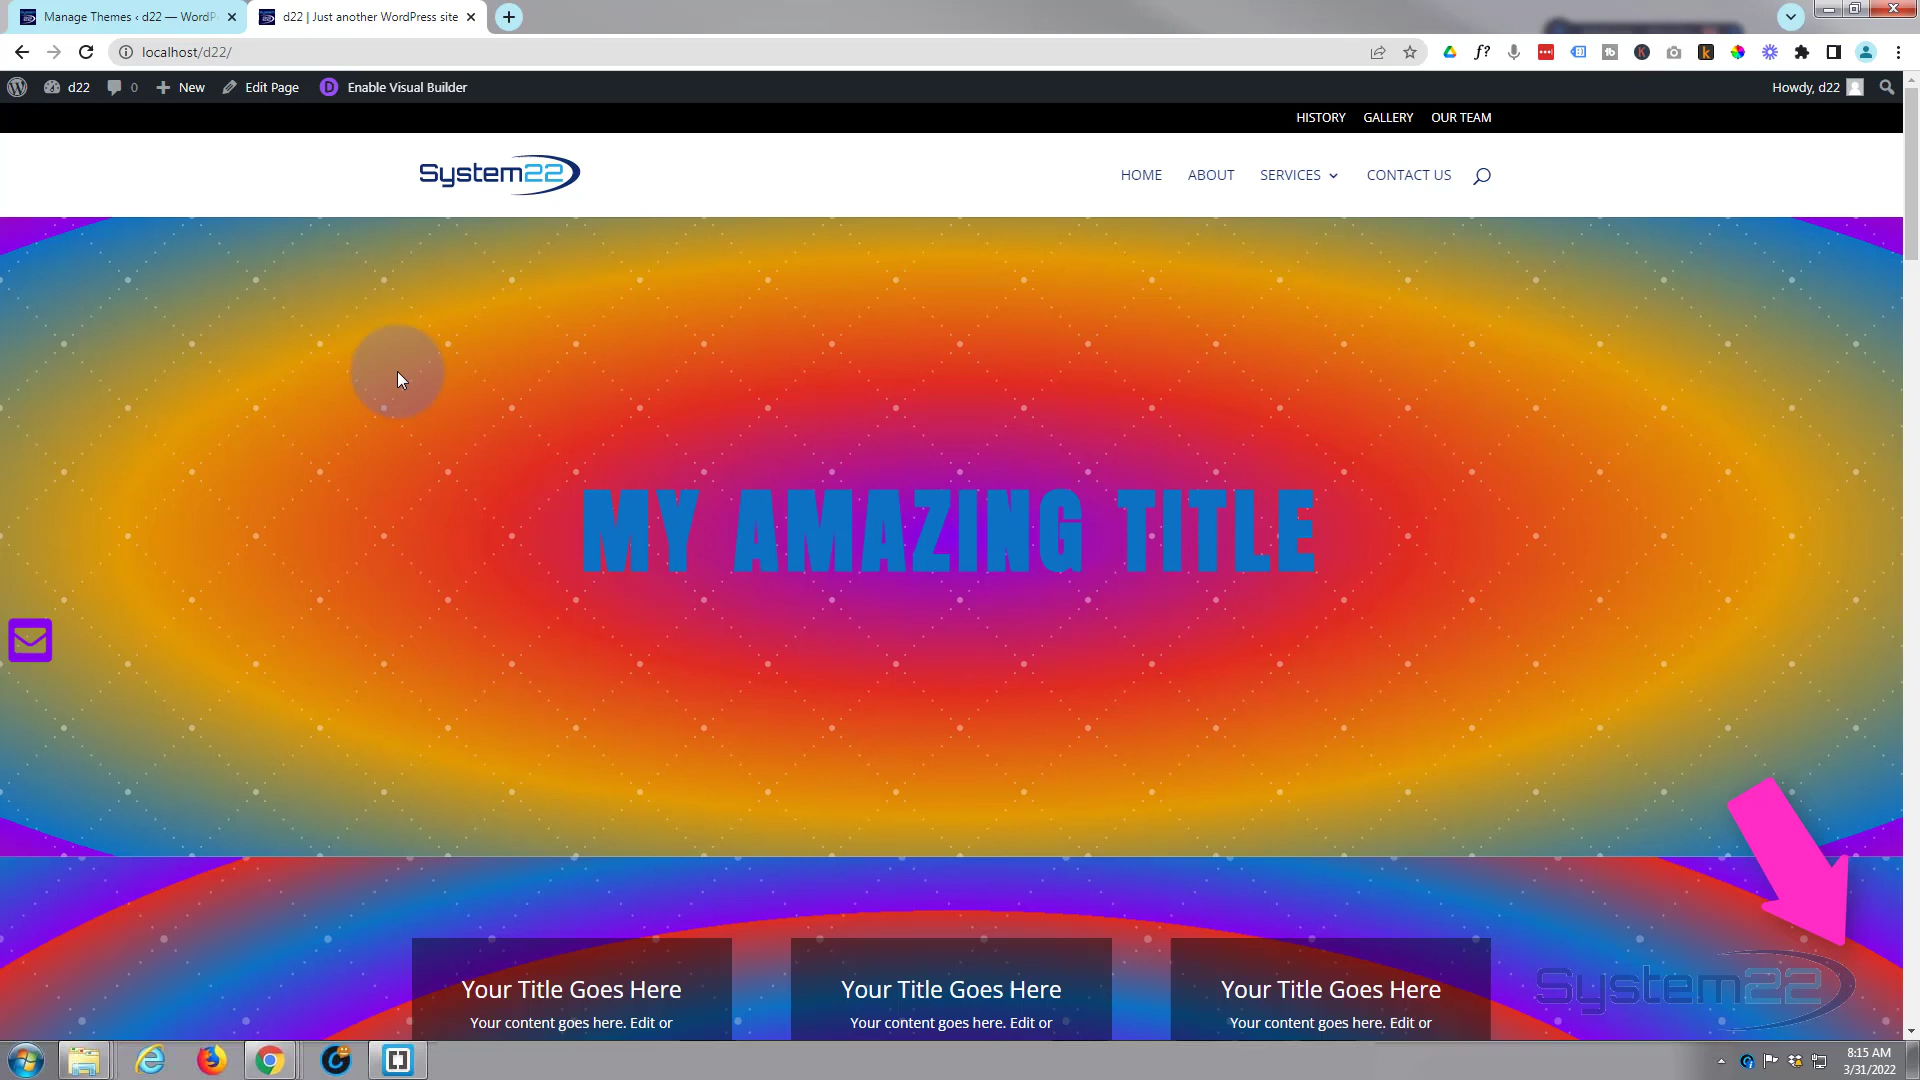 Manage Themes ‹ d22 — WordP
d22 | Just another WordPress site
localhost/d22/
d22 0 New Edit Page D Enable Visual Builder
Howdy, d22
HISTORY GALLERY OUR TEAM
System22
HOME ABOUT SERVICES CONTACT US
MY AMAZING TITLE
Your Title Goes Here
Your content goes here. Edit or
Your Title Goes Here
Your content goes here. Edit or
Your Title Goes Here
Your content goes here. Edit or
System22
8:15 AM
3/31/2022